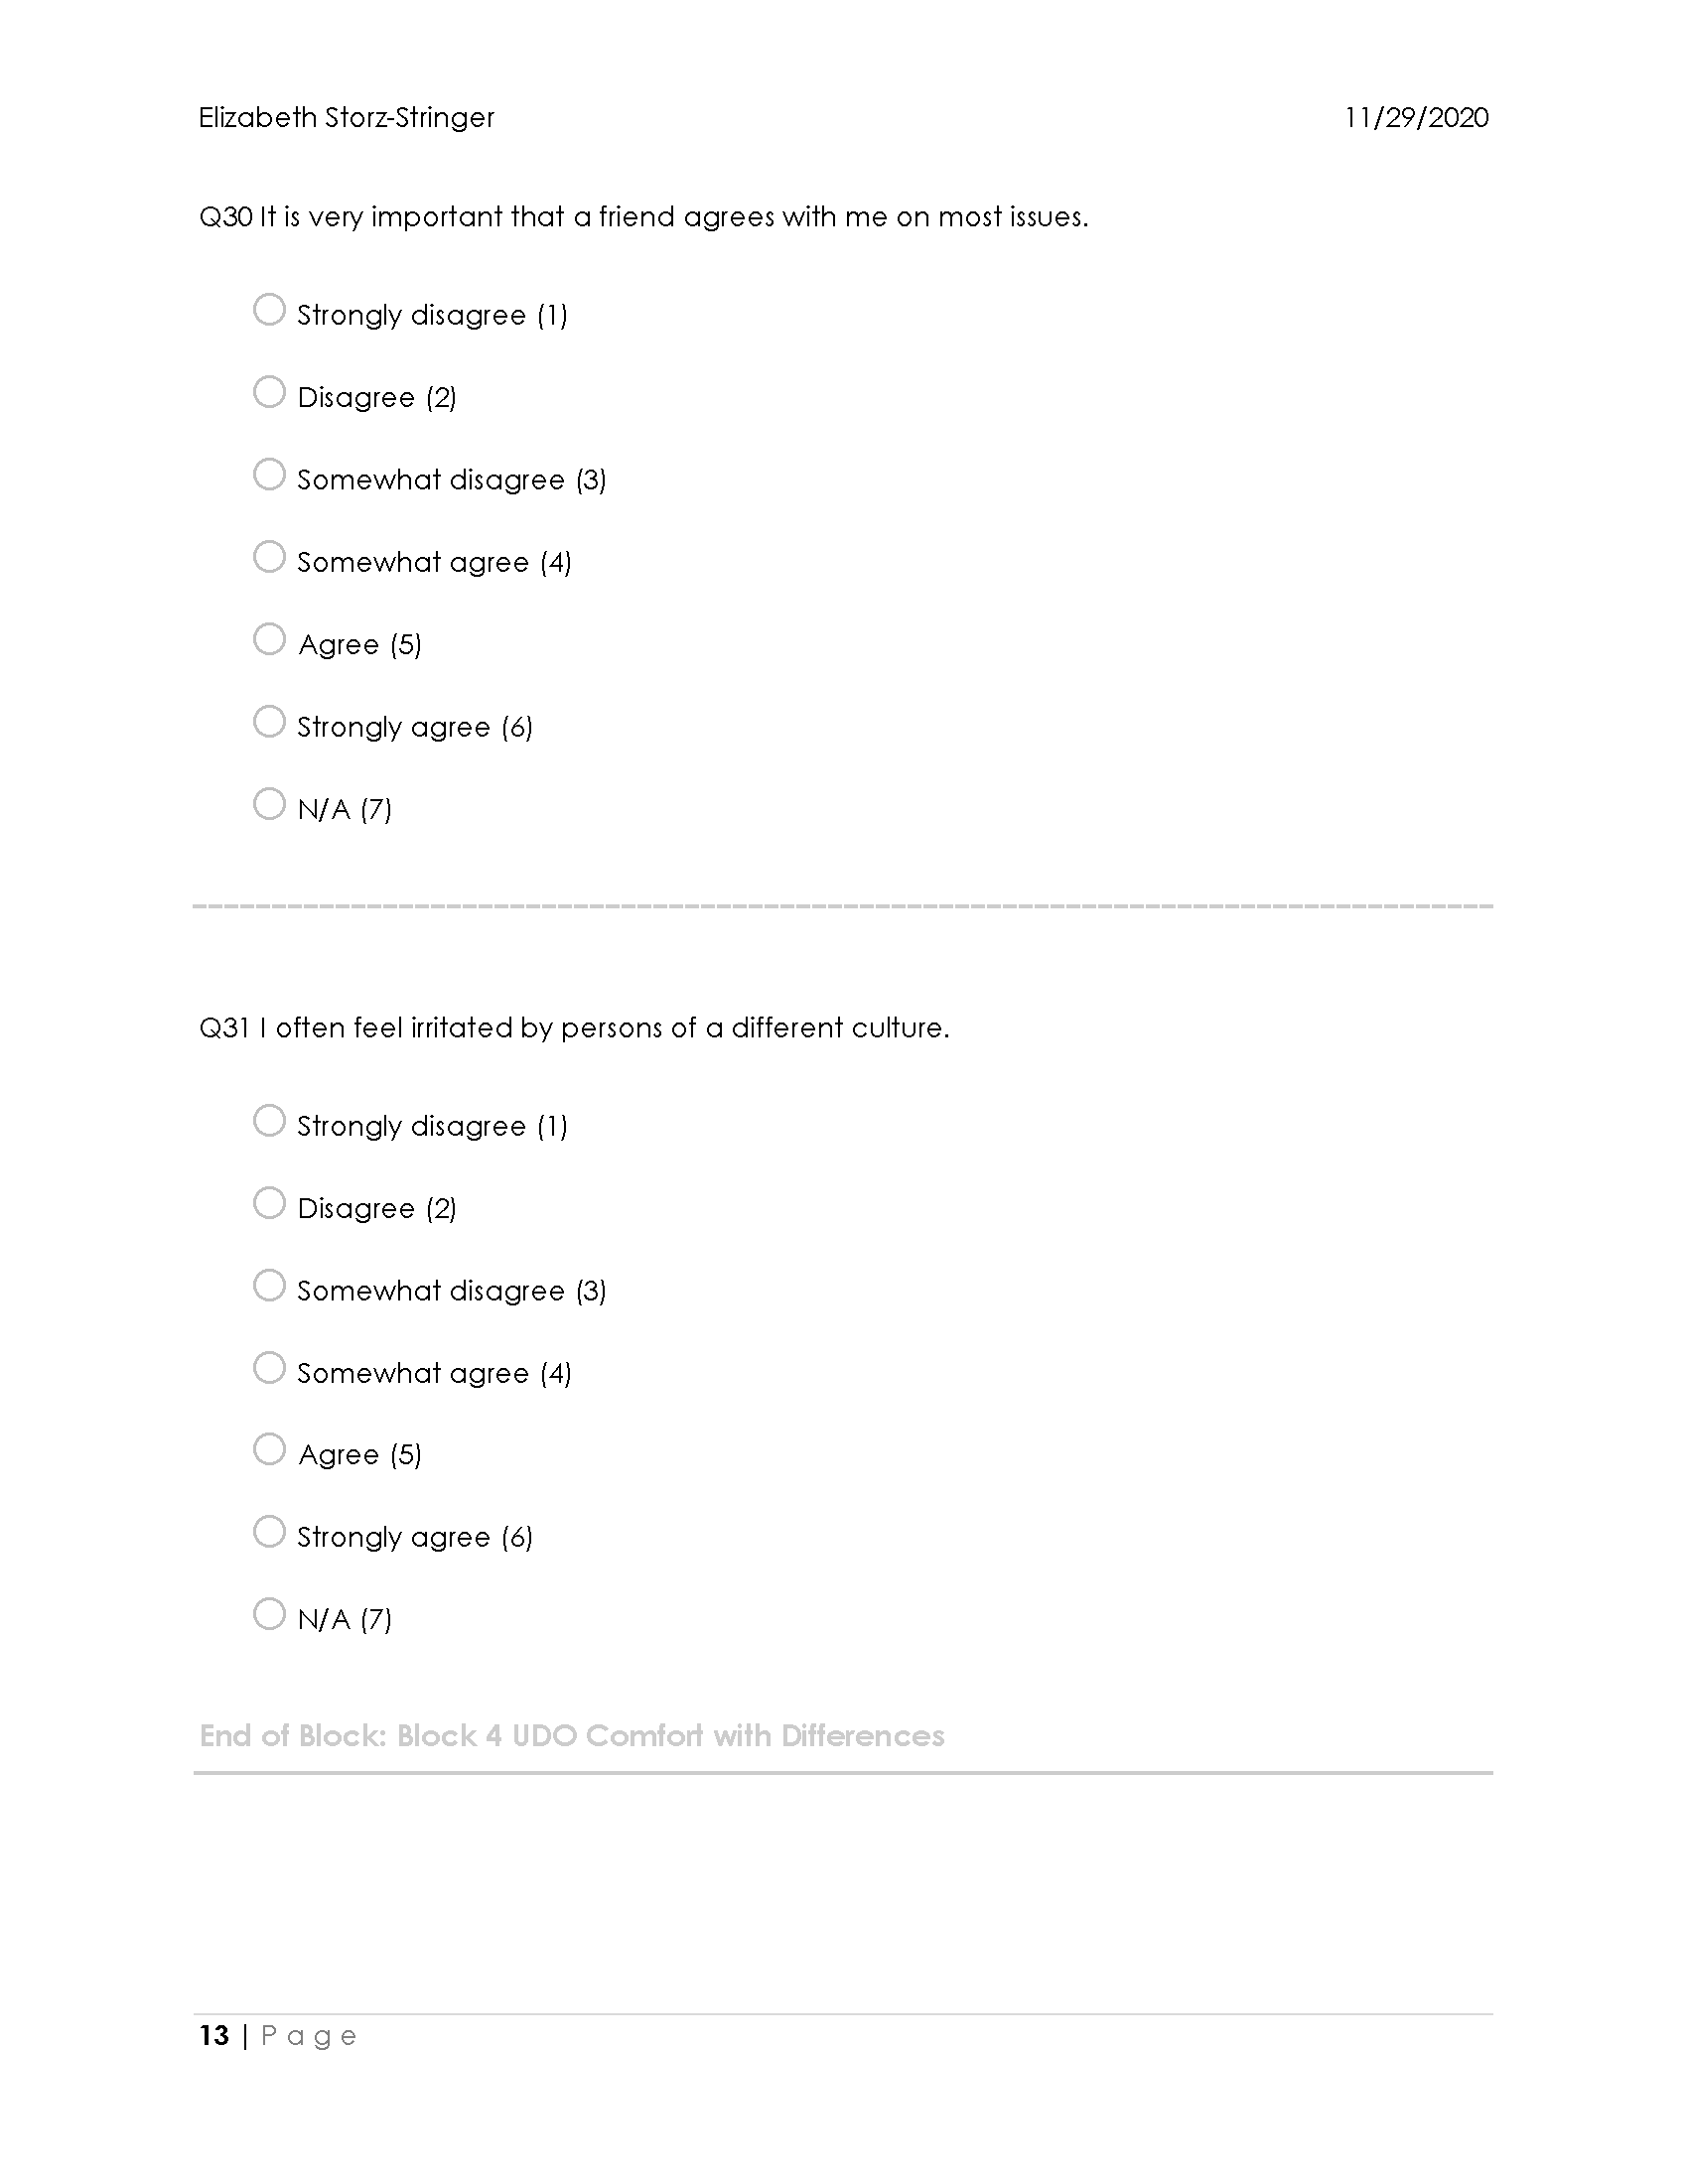 Elizabeth Storz-Stringer 11/29/2020
Q30 It is very important that a friend agrees with me on most issues.
Strongly disagree (1)
Disagree (2)
Somewhat disagree (3)
Somewhat agree (4)
Agree (5)
Strongly agree (6)
N/A (7)
Q31 I often feel irritated by persons of a different culture.
Strongly disagree (1)
Disagree (2)
Somewhat disagree (3)
Somewhat agree (4)
Agree (5)
Strongly agree (6)
N/A (7)
End of Block: Block 4 UDO Comfort with Differences
13 | P a g e